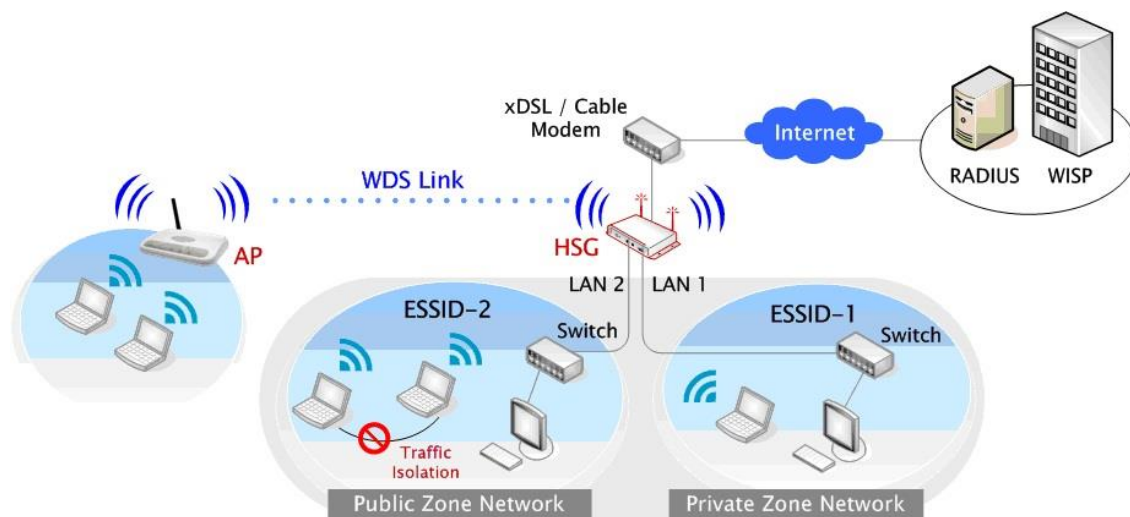 xDSL / Cable
Modem
Internet
RADIUS
WISP
WDS Link
AP
HSG
LAN 2
LAN 1
ESSID-2
Switch
ESSID-1
Switch
Traffic
Isolation
Public Zone Network
Private Zone Network